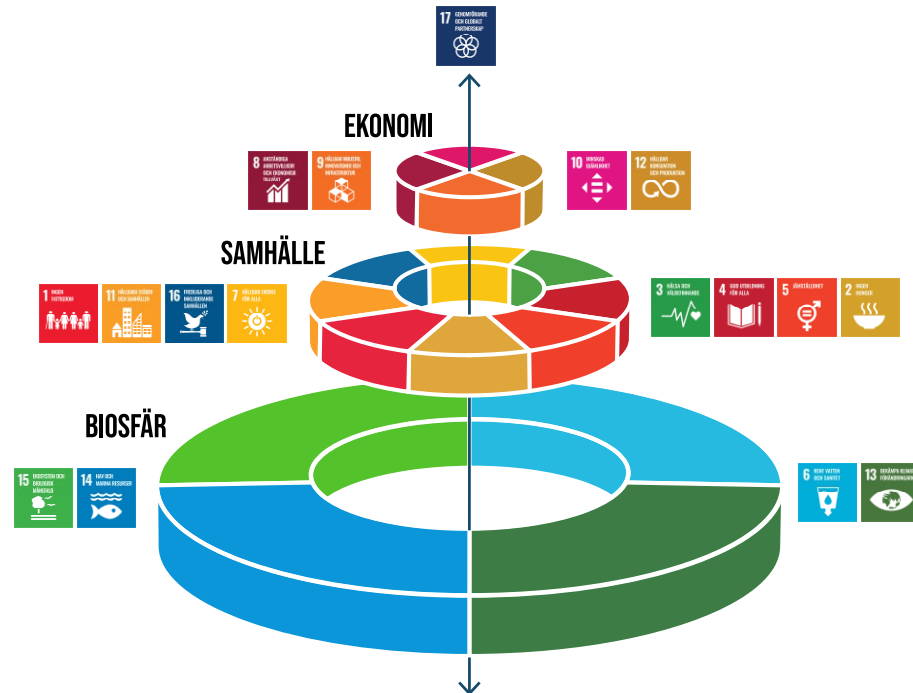 17 GENOMFÖRANDE
OCH GLOBALT
PARTNERSKAP
EKONOMI
8 ANSTÄNDIGA
ARBETSVILLKOR
OCH EKONOMISK
TILLVÄXT
9 HÅLLBAR INDUSTRI,
INNOVATIONER OCH
INFRASTRUKTUR
10 MINSKAD
OJÄMLIKHET
12 HÅLLBAR
KONSUMTION
OCH PRODUKTION
SAMHÄLLE
1 INGEN
FATTIGDOM
11 HÅLLBARA STÄDER
OCH SAMHÄLLEN
16 FREDLIGA OCH
INKLUDERANDE
SAMHÄLLEN
7 HÅLLBAR ENERGI
FÖR ALLA
3 HÄLSA OCH
VÄLBEFINNANDE
4 GOD UTBILDNING
FÖR ALLA
5 JÄMSTÄLLDHET
2 INGEN
HUNGER
BIOSFÄR
15 EKOSYSTEM OCH
BIOLOGISK
MÅNGFALD
14 HAV OCH
MARINA RESURSER
6 RENT VATTEN
OCH SANITET
13 BEKÄMPA KLIMAT
FÖRÄNDRINGARNA